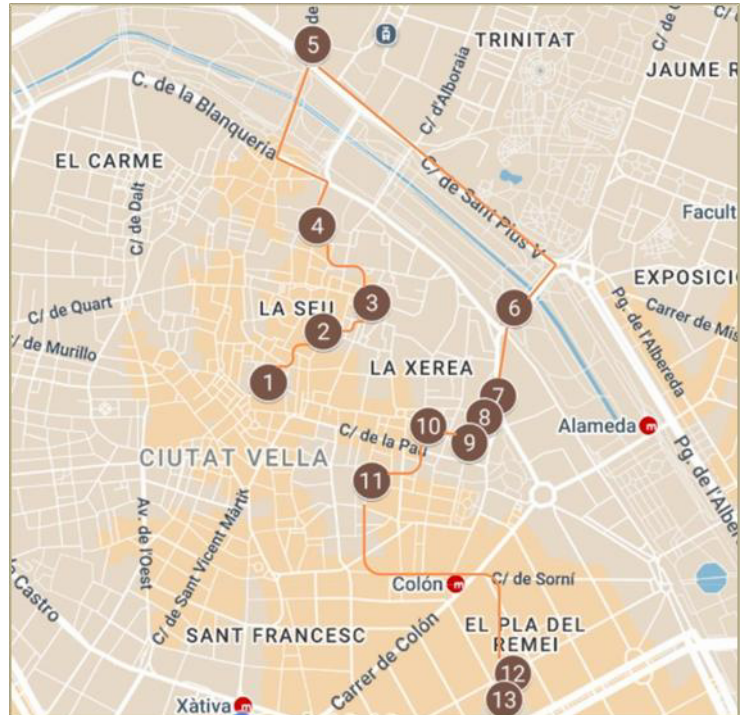 5
de
TRINITAT
C/ de
JAUME R
C/ d'Alboraia
C. de la Blanqueria
EL CARME
C/ de Dalt
C/ de Sant Pius V
Facult
4
EXPOSICIÓ
Pg. de l'Albereda
Carrer de Mis
3
6
C/ de Quart
LA SEU
2
C/ de Murillo
1
LA XEREA
7
8
10
9
C/ de la Pau
Alameda
CIUTAT VELLA
11
Pg. de l'Alber
Av. de l'Oest
C/ de Sant Vicent Màrtir
Castro
Colón
C/ de Sorní
SANT FRANCESC
EL PLA DEL
REMEI
Carrer de Colón
12
13
Xàtiva